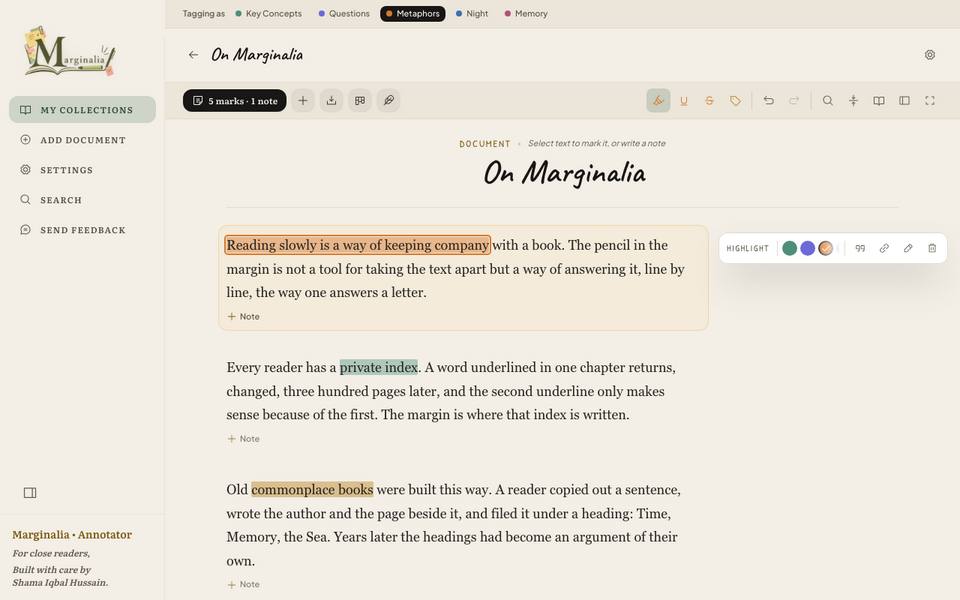 Tagging as Key Concepts Questions Metaphors Night Memory
Marginalia
On Marginalia
MY COLLECTIONS
ADD DOCUMENT
SETTINGS
SEARCH
SEND FEEDBACK
5 marks · 1 note
DOCUMENT • Select text to mark it, or write a note
On Marginalia
Reading slowly is a way of keeping company with a book. The pencil in the
margin is not a tool for taking the text apart but a way of answering it, line by
line, the way one answers a letter.
+ Note
HIGHLIGHT
Every reader has a private index. A word underlined in one chapter returns,
changed, three hundred pages later, and the second underline only makes
sense because of the first. The margin is where that index is written.
+ Note
Old commonplace books were built this way. A reader copied out a sentence,
wrote the author and the page beside it, and filed it under a heading: Time,
Memory, the Sea. Years later the headings had become an argument of their
own.
+ Note
Marginalia • Annotator
For close readers,
Built with care by
Shama Iqbal Hussain.